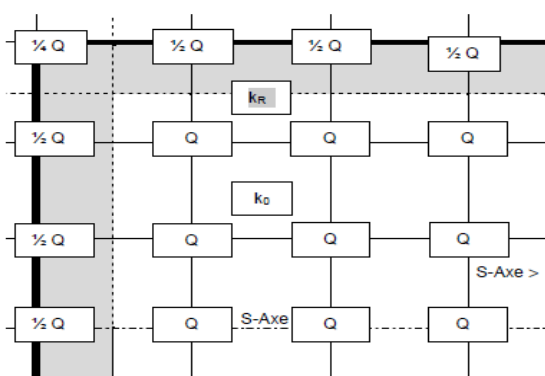 ¼ Q ½ Q ½ Q ½ Q
kR
½ Q Q Q Q
k0
½ Q Q Q Q
S-Axe >
S-Axe
½ Q Q Q Q